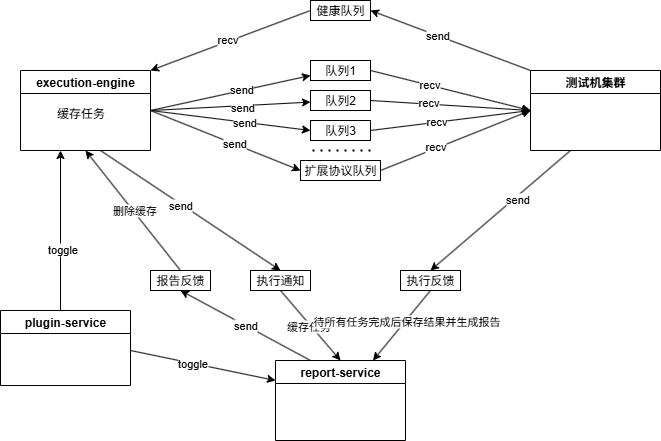 健康队列
recv
send
execution-engine
缓存任务
队列1
send
recv
测试机集群
队列2
send
recv
队列3
send
recv
........
send
recv
扩展协议队列
删除缓存
send
send
toggle
报告反馈
执行通知
执行反馈
plugin-service
send
缓存任务
待所有任务完成后保存结果并生成报告
toggle
report-service